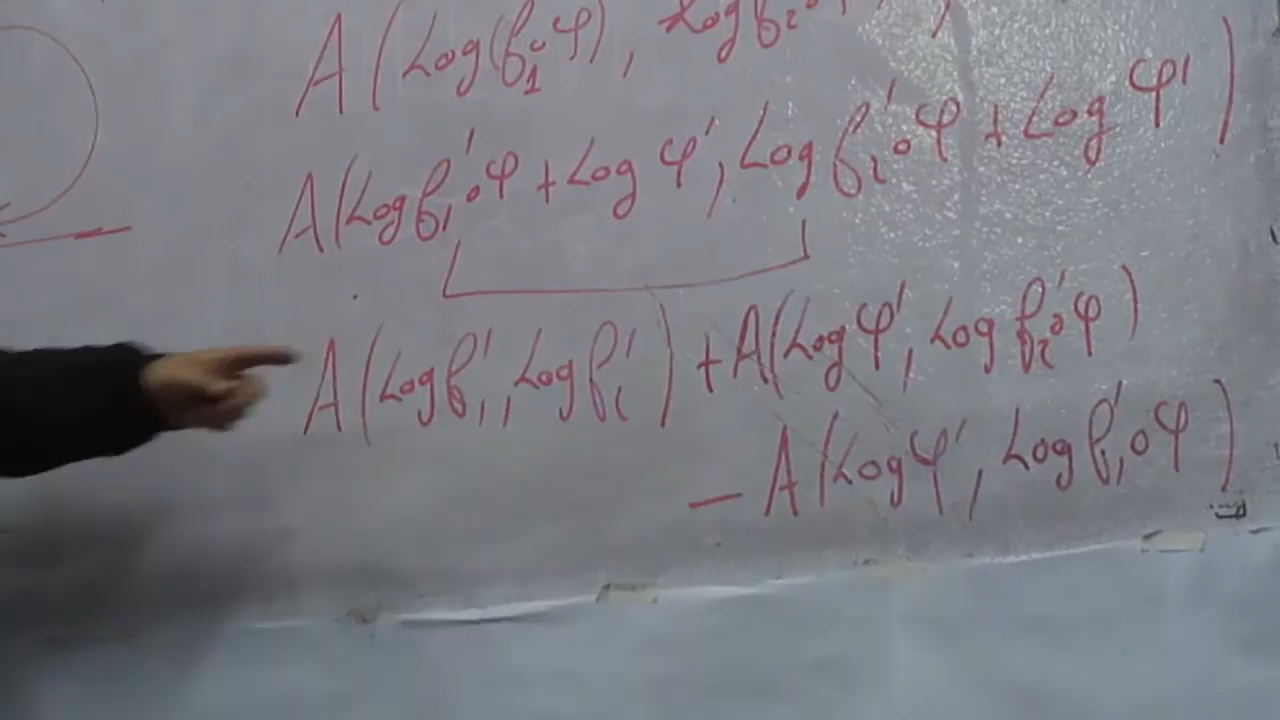 A(Log(f₁∘φ), Log f₂∘
A(Log f₁'∘φ + Log φ', Log f₂'∘φ + Log φ')
A(Log f₁', Log f₂') + A(Log φ', Log f₂'∘φ)
− A(Log φ', Log f₁'∘φ)